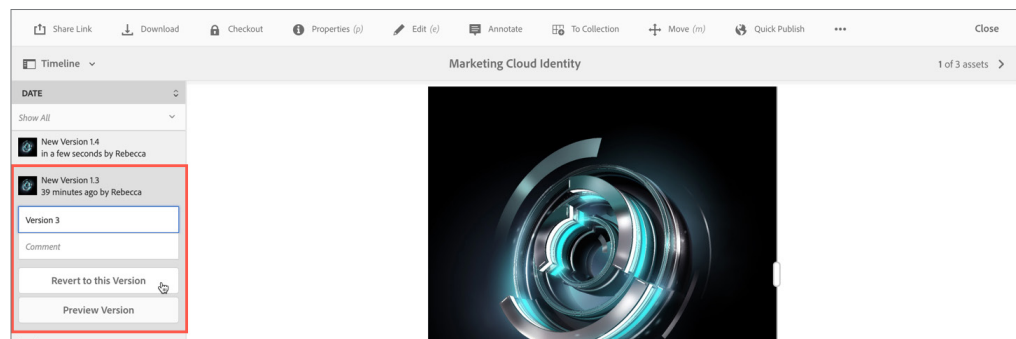 Share Link Download Checkout Properties (p) Edit (e) Annotate To Collection Move (m) Quick Publish ••• Close
Timeline Marketing Cloud Identity 1 of 3 assets
DATE
Show All
New Version 1.4
in a few seconds by Rebecca
New Version 1.3
39 minutes ago by Rebecca
Version 3
Comment
Revert to this Version
Preview Version